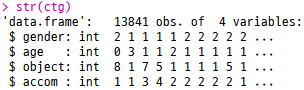 > str(ctg)
'data.frame':   13841 obs. of  4 variables:
 $ gender: int  2 1 1 1 1 2 2 2 2 2 ...
 $ age   : int  0 3 1 1 2 1 1 1 1 1 ...
 $ object: int  8 1 7 5 1 1 1 1 5 1 ...
 $ accom : int  1 1 3 4 2 2 2 2 2 1 ...